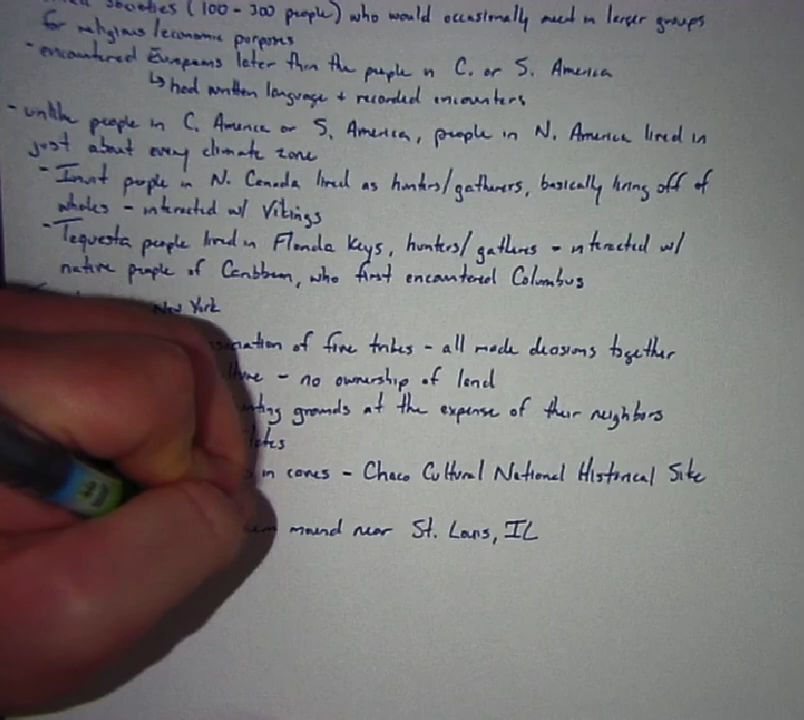 societies (100-300 people) who would occasionally meet in larger groups
for religious/economic purposes
- encountered Europeans later than the people in C. or S. America
↳ had written language + recorded encounters
- unlike people in C. America or S. America, people in N. America lived in
just about every climate zone
- Inuit people in N. Canada lived as hunters/gatherers, basically living off of
whales - interacted w/ Vikings
- Tequesta people lived in Florida Keys, hunters/gatherers - interacted w/
native people of Caribbean, who first encountered Columbus
New York
of five tribes - all made decisions together
- no ownership of land
grounds at the expense of their neighbors
in caves - Chaco Cultural National Historical Site
mound near St. Louis, IL